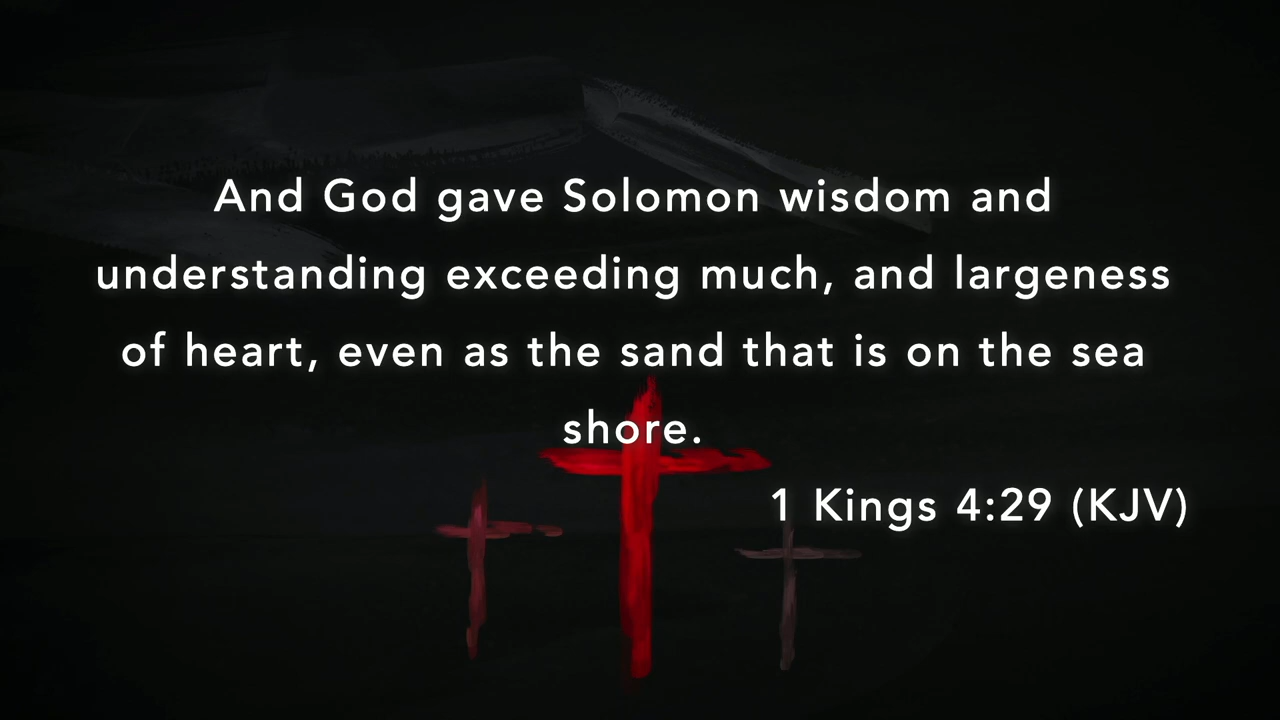 And God gave Solomon wisdom and
understanding exceeding much, and largeness
of heart, even as the sand that is on the sea
shore.
1 Kings 4:29 (KJV)